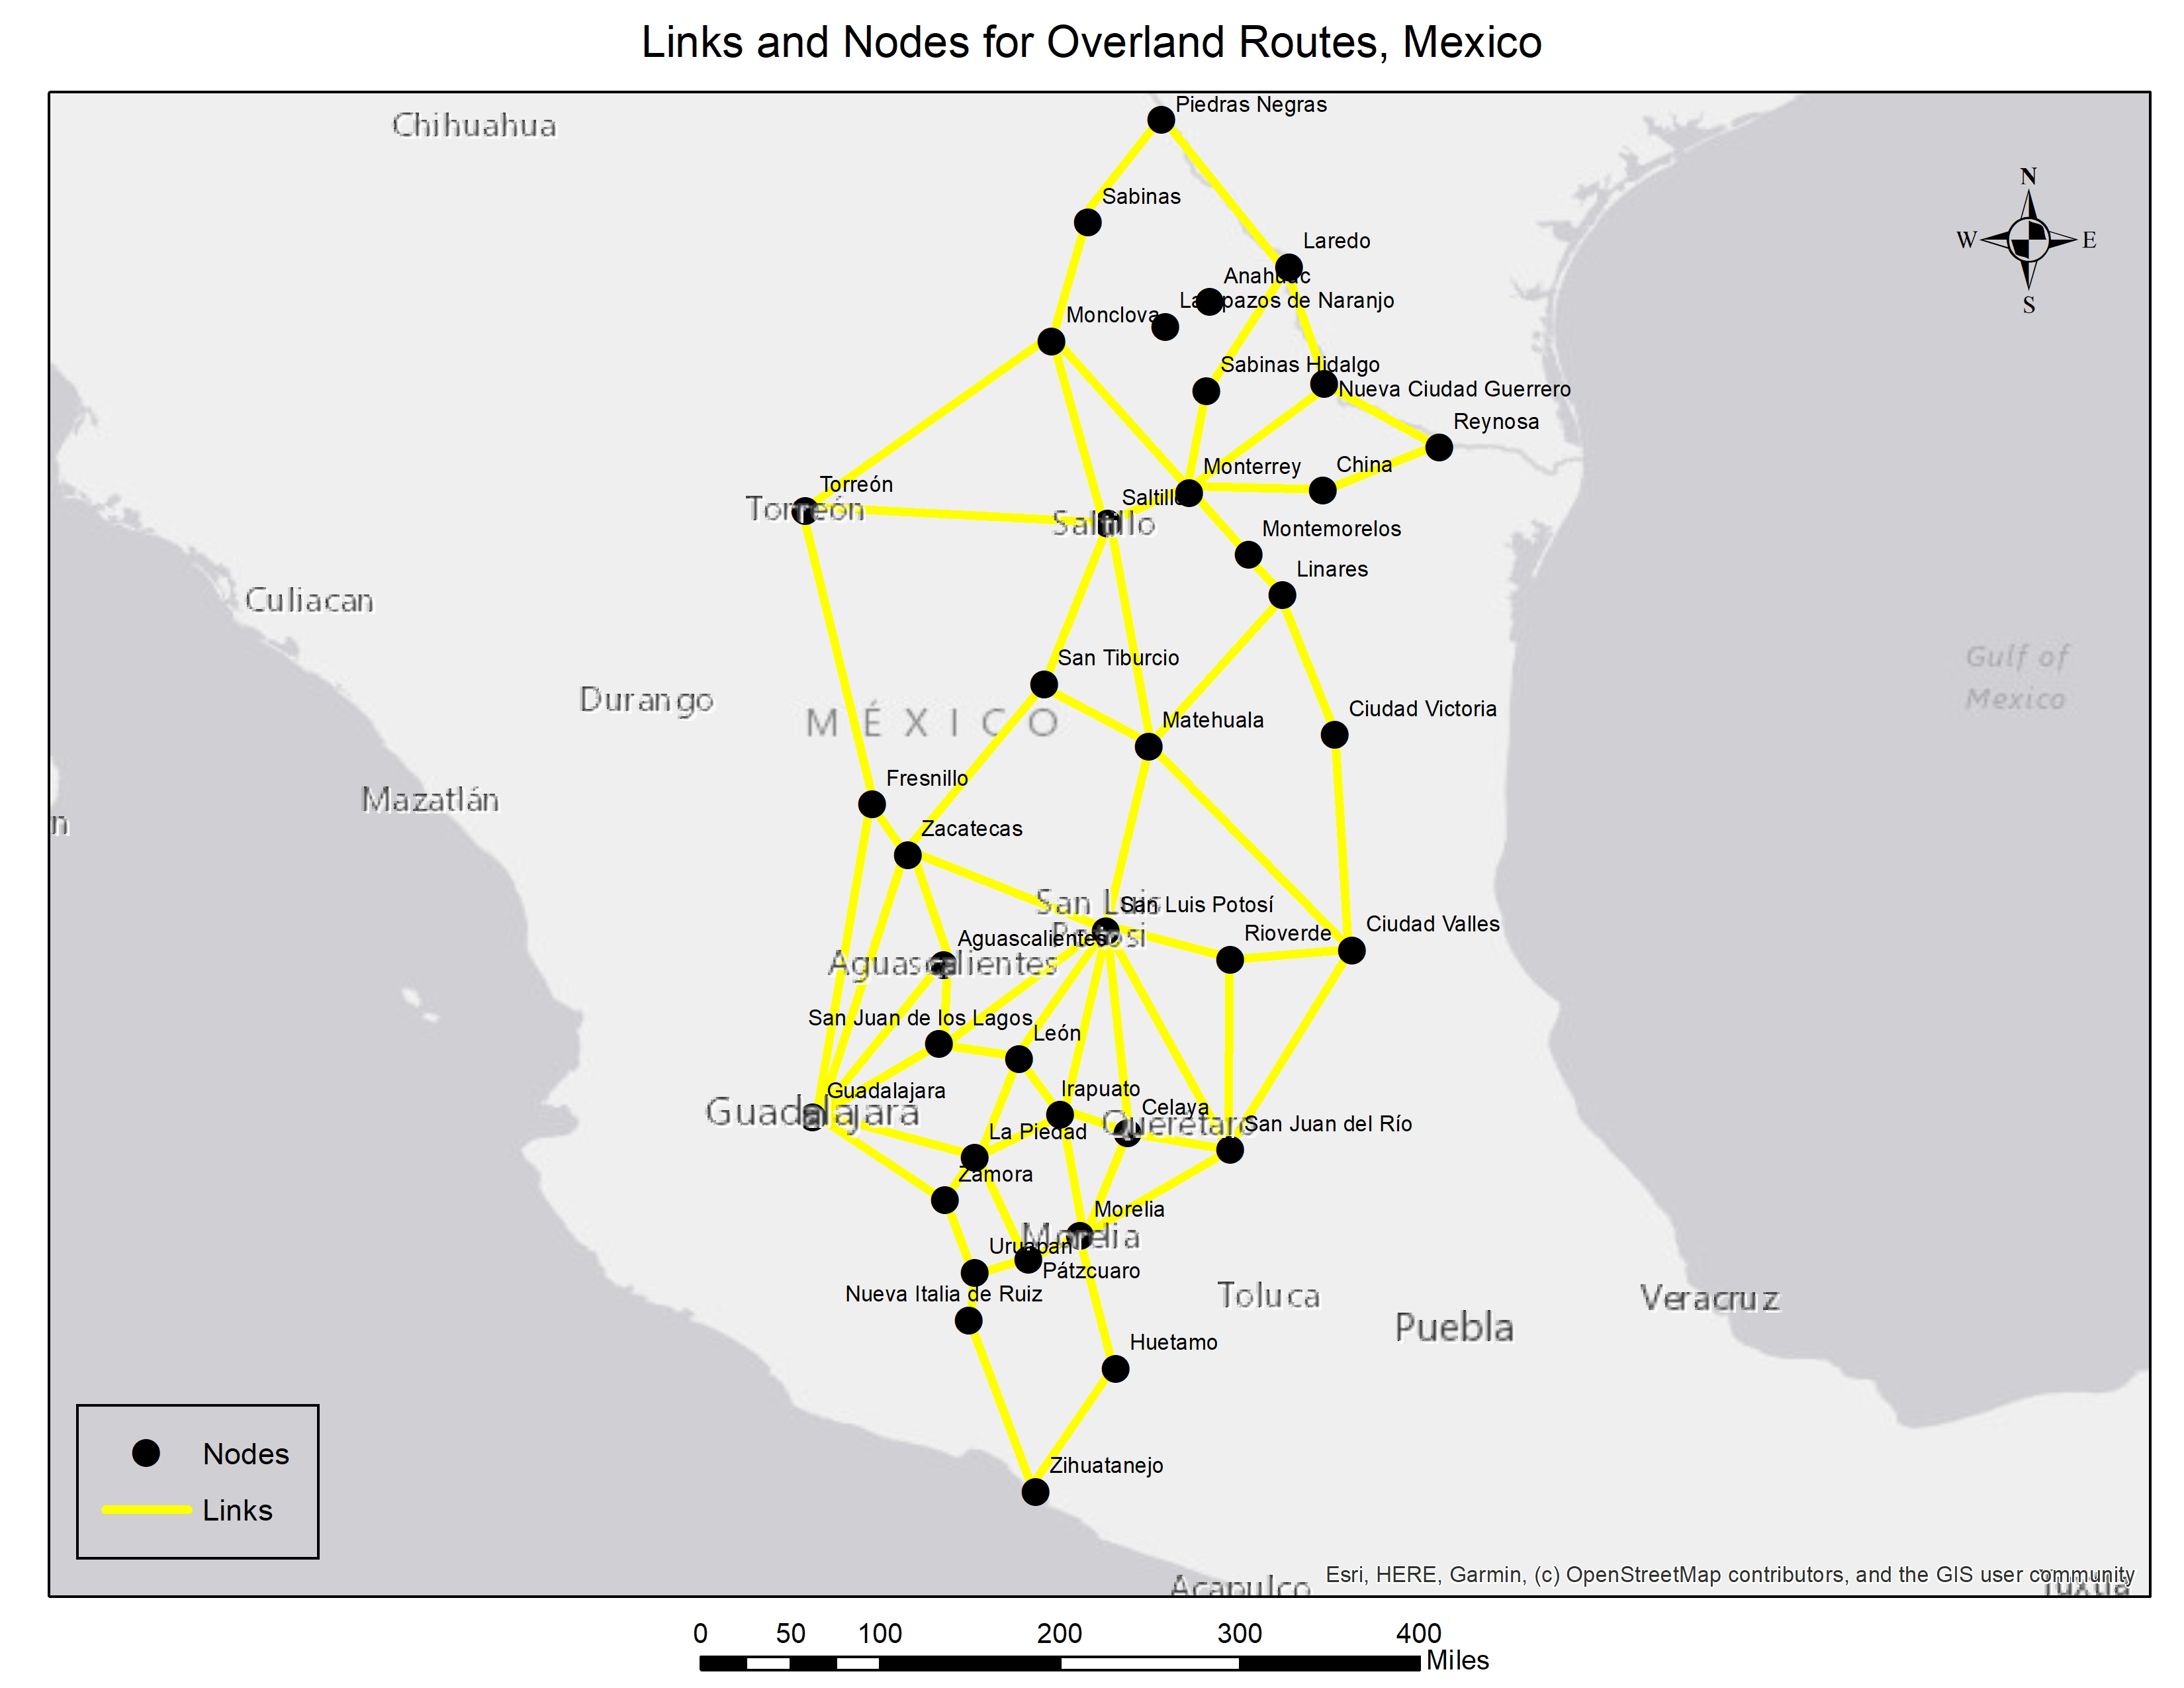 Links and Nodes for Overland Routes, Mexico
Piedras Negras
Chihuahua
N
Sabinas
W
E
Laredo
Anahuac
S
Lampazos de Naranjo
Monclova
Sabinas Hidalgo
Nueva Ciudad Guerrero
Reynosa
Monterrey
China
Torreón
Torreón
Saltillo
Saltillo
Montemorelos
Linares
Culiacan
San Tiburcio
Gulf of
Mexico
Durango
Ciudad Victoria
MÉXICO
Matehuala
Fresnillo
Mazatlán
n
Zacatecas
San Luis
Potosi
San Luis Potosí
Ciudad Valles
Rioverde
Aguascalientes
Aguascalientes
San Juan de los Lagos
León
Guadalajara
Guadalajara
Irapuato
Celaya
Querétaro
San Juan del Río
La Piedad
Zamora
Morelia
Morelia
Uruapan
Pátzcuaro
Nueva Italia de Ruiz
Toluca
Veracruz
Puebla
Huetamo
Zihuatanejo
Nodes
Links
Esri, HERE, Garmin, (c) OpenStreetMap contributors, and the GIS user community
Acapulco
0 50 100 200 300 400
Miles